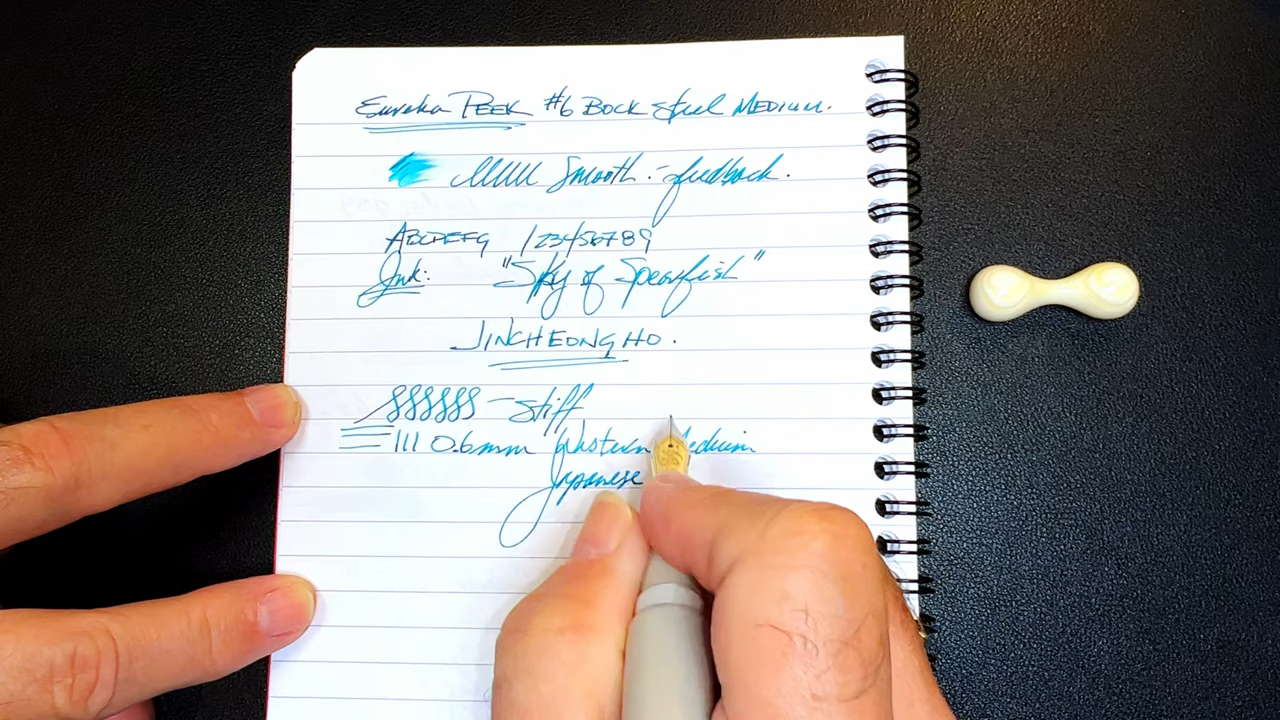 Eureka PEEK #6 BOCK Steel MEDIUM.
Smooth - feedback.
ABCDEFG 123456789
Ink: "Sky of Spearfish"
JINCHEONGHO.
- Stiff
0.6mm Western Medium
Japanese